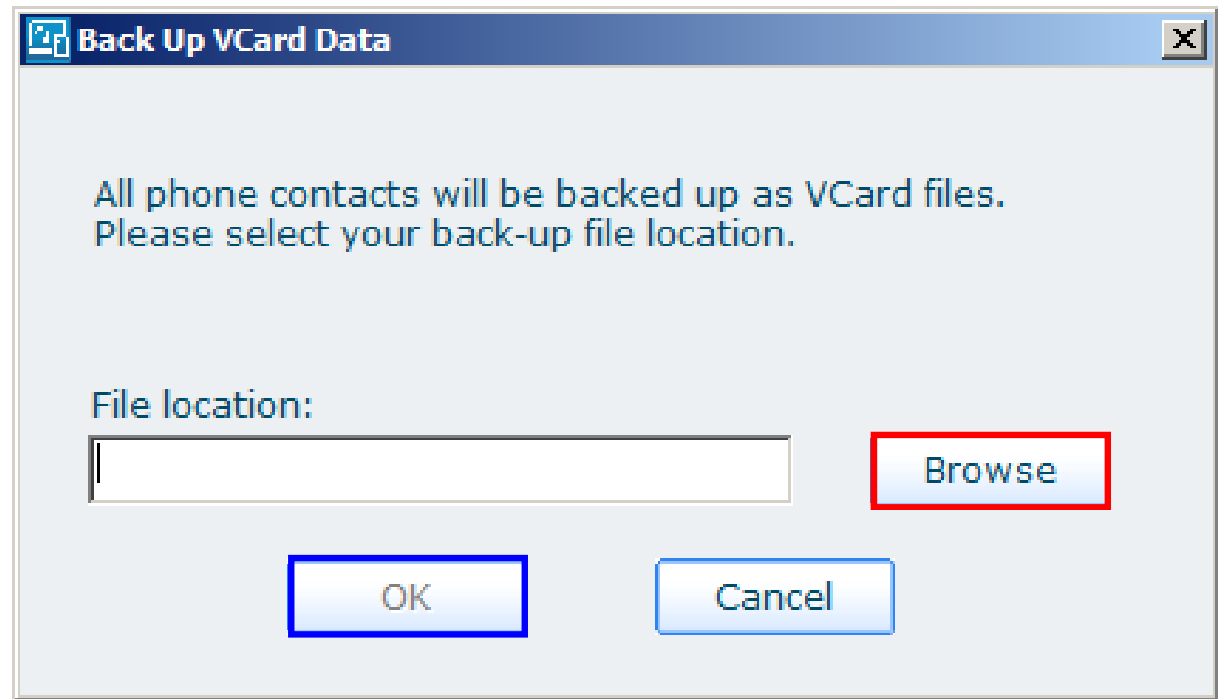 Back Up VCard Data
All phone contacts will be backed up as VCard files.
Please select your back-up file location.
File location:
Browse
OK
Cancel